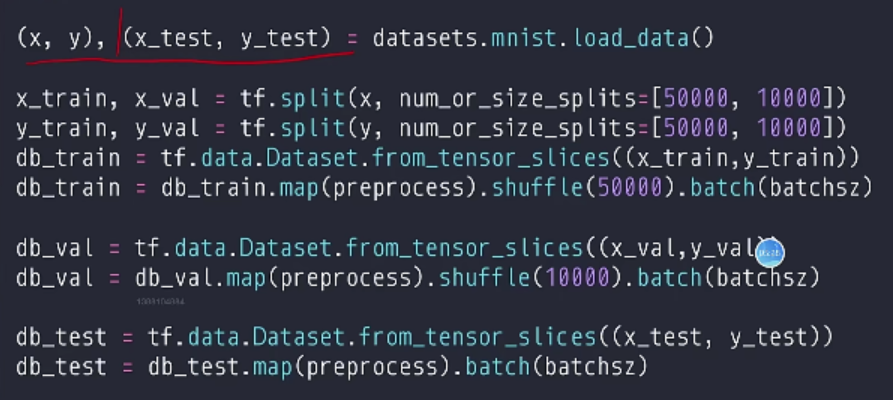 (x, y), (x_test, y_test) = datasets.mnist.load_data()
x_train, x_val = tf.split(x, num_or_size_splits=[50000, 10000])
y_train, y_val = tf.split(y, num_or_size_splits=[50000, 10000])
db_train = tf.data.Dataset.from_tensor_slices((x_train,y_train))
db_train = db_train.map(preprocess).shuffle(50000).batch(batchsz)
db_val = tf.data.Dataset.from_tensor_slices((x_val,y_val))
db_val = db_val.map(preprocess).shuffle(10000).batch(batchsz)
db_test = tf.data.Dataset.from_tensor_slices((x_test, y_test))
db_test = db_test.map(preprocess).batch(batchsz)